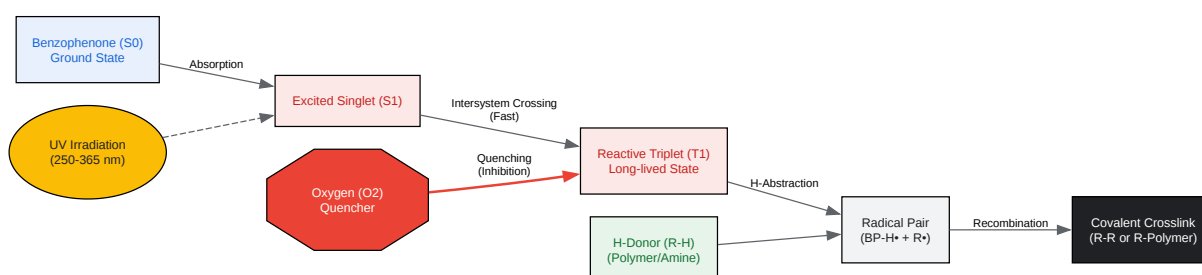 Benzophenone (S0)
Ground State
Absorption
UV Irradiation
(250-365 nm)
Excited Singlet (S1)
Intersystem Crossing
(Fast)
Oxygen (O2)
Quencher
Quenching
(Inhibition)
Reactive Triplet (T1)
Long-lived State
H-Abstraction
H-Donor (R-H)
(Polymer/Amine)
Radical Pair
(BP-H• + R•)
Recombination
Covalent Crosslink
(R-R or R-Polymer)